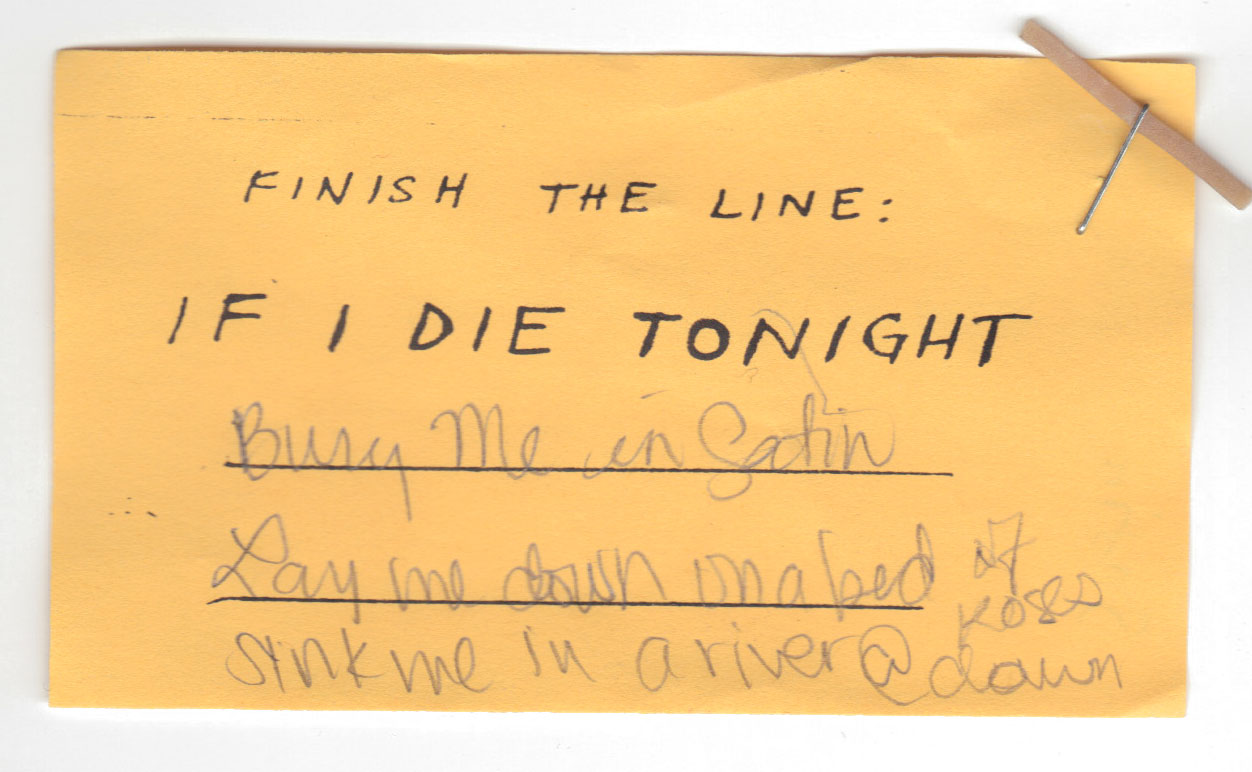 FINISH THE LINE:
IF I DIE TONIGHT
Bury Me in Satin
Lay me down on a bed of Roses
Sink me in a river @ dawn